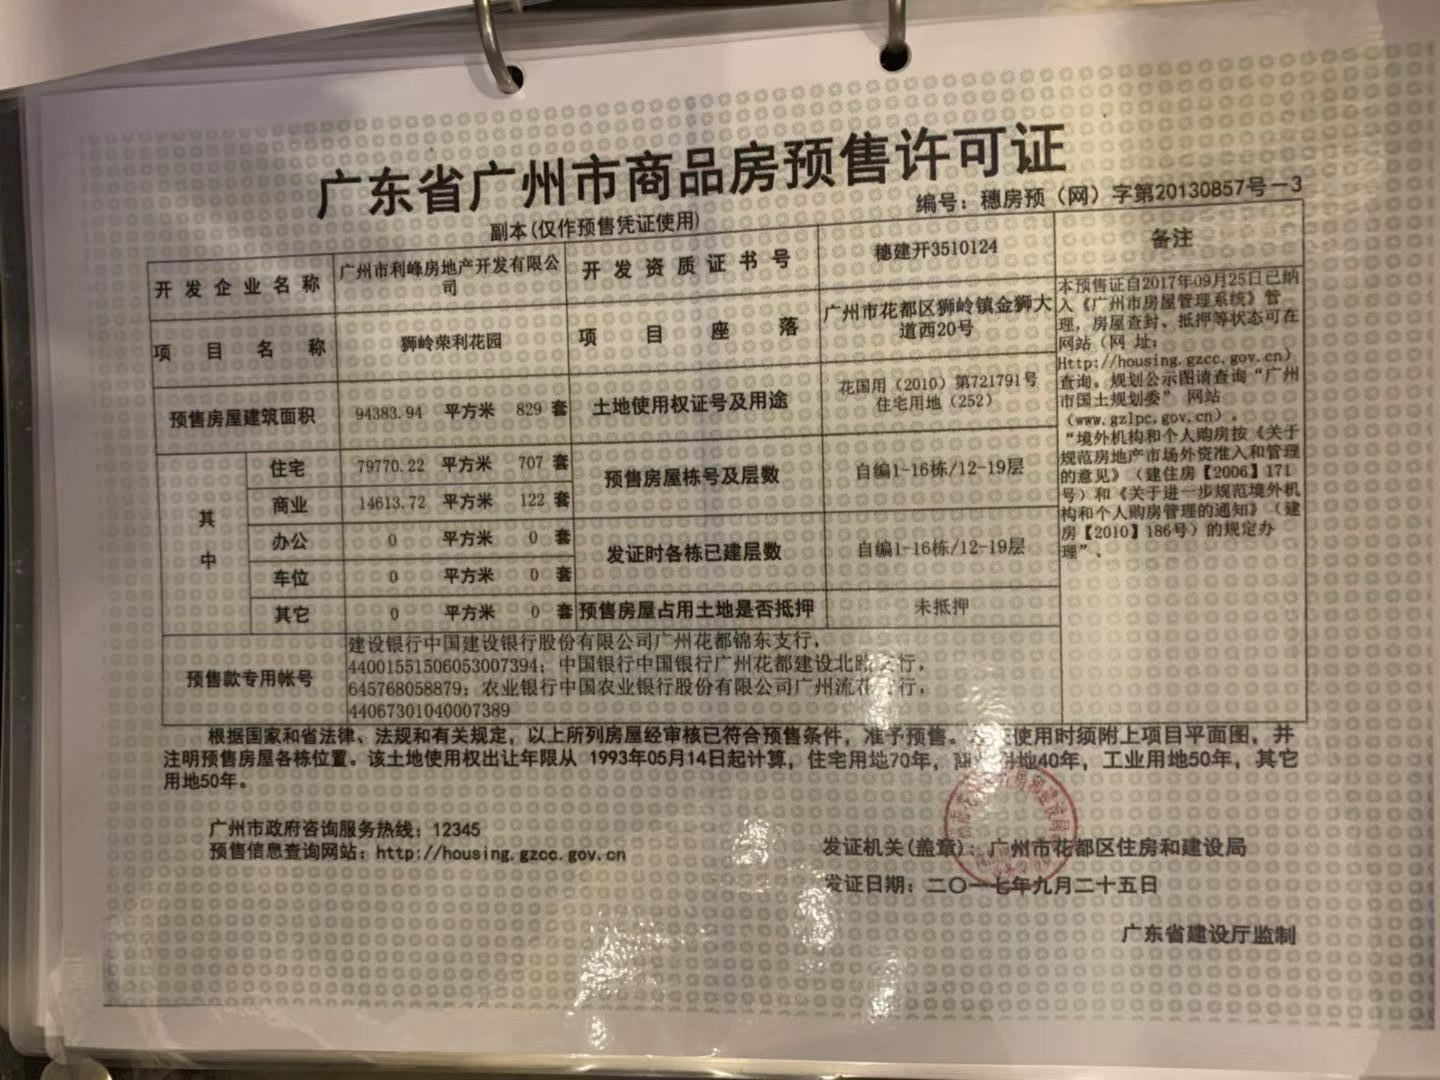 广东省广州市商品房预售许可证
编号：穗房预（网）字第20130857号－3
副本(仅作预售凭证使用)
开发企业名称
广州市利峰房地产开发有限公
司
开发资质证书号
穗建开3510124
备注
项目名称
狮岭荣利花园
项目座落
广州市花都区狮岭镇金狮大
道西20号
预售房屋建筑面积
94383.94 平方米 829 套
土地使用权证号及用途
花国用（2010）第721791号
住宅用地（252）
其中
住宅 79770.22 平方米 707 套
商业 14613.72 平方米 122 套
办公 0 平方米 0 套
车位 0 平方米 0 套
其它 0 平方米 0 套
预售房屋栋号及层数
自编1-16栋/12-19层
发证时各栋已建层数
自编1-16栋/12-19层
预售房屋占用土地是否抵押
未抵押
本预售证自2017年09月25日已纳
入《广州市房屋管理系统》管
理，房屋查封、抵押等状态可在
网站（网 址：
Http://housing.gzcc.gov.cn）
查询。规划公示图请查询“广州
市国土规划委” 网站
（www.gzlpc.gov.cn）。
“境外机构和个人购房按《关于
规范房地产市场外资准入和管理
的意见》（建住房【2006】171
号）和《关于进一步规范境外机
构和个人购房管理的通知》（建
房【2010】186号）的规定办
理”。
预售款专用帐号
建设银行中国建设银行股份有限公司广州花都锦东支行，
44001551506053007394；中国银行中国银行广州花都建设北路支行，
645768058879；农业银行中国农业银行股份有限公司广州流花支行，
44067301040007389
根据国家和省法律、法规和有关规定，以上所列房屋经审核已符合预售条件，准予预售。使用时须附上项目平面图，并
注明预售房屋各栋位置。该土地使用权出让年限从 1993年05月14日起计算，住宅用地70年，商业用地40年，工业用地50年，其它
用地50年。
广州市政府咨询服务热线：12345
预售信息查询网站：http://housing.gzcc.gov.cn
发证机关(盖章)：广州市花都区住房和建设局
发证日期：二〇一七年九月二十五日
广东省建设厅监制